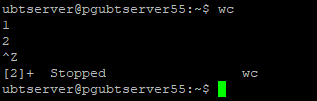 ubtserver@pgubtserver55:~$ wc
1
2
^Z
[2]+  Stopped                 wc
ubtserver@pgubtserver55:~$